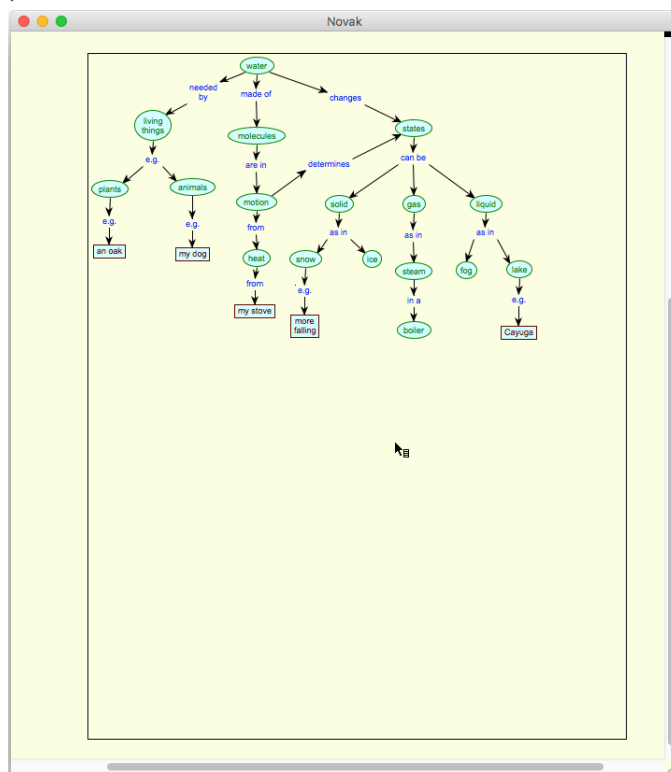 Novak
water
needed
by
made of
changes
living
things
molecules
states
e.g.
are in
determines
can be
plants
animals
motion
solid
gas
liquid
e.g.
e.g.
from
as in
as in
as in
an oak
my dog
heat
snow
ice
steam
fog
lake
from
e.g.
in a
e.g.
my stove
more
falling
boiler
Cayuga